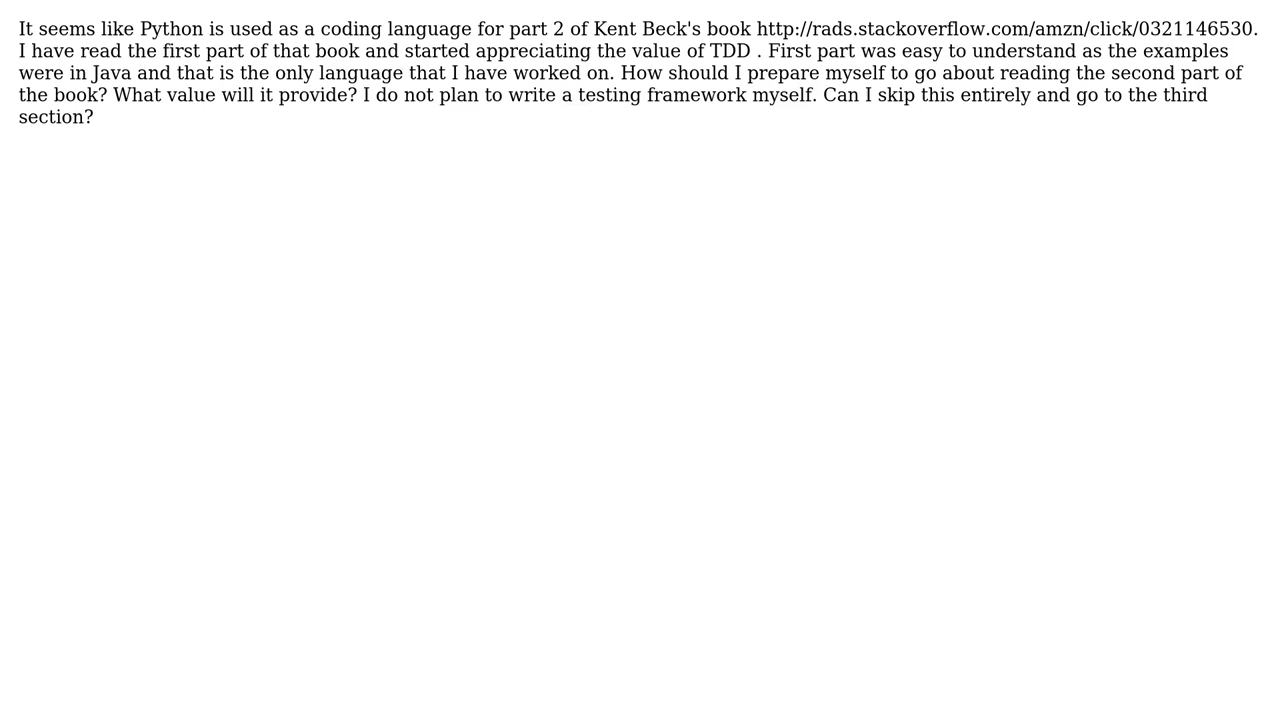 It seems like Python is used as a coding language for part 2 of Kent Beck's book http://rads.stackoverflow.com/amzn/click/0321146530.
I have read the first part of that book and started appreciating the value of TDD . First part was easy to understand as the examples
were in Java and that is the only language that I have worked on. How should I prepare myself to go about reading the second part of
the book? What value will it provide? I do not plan to write a testing framework myself. Can I skip this entirely and go to the third
section?